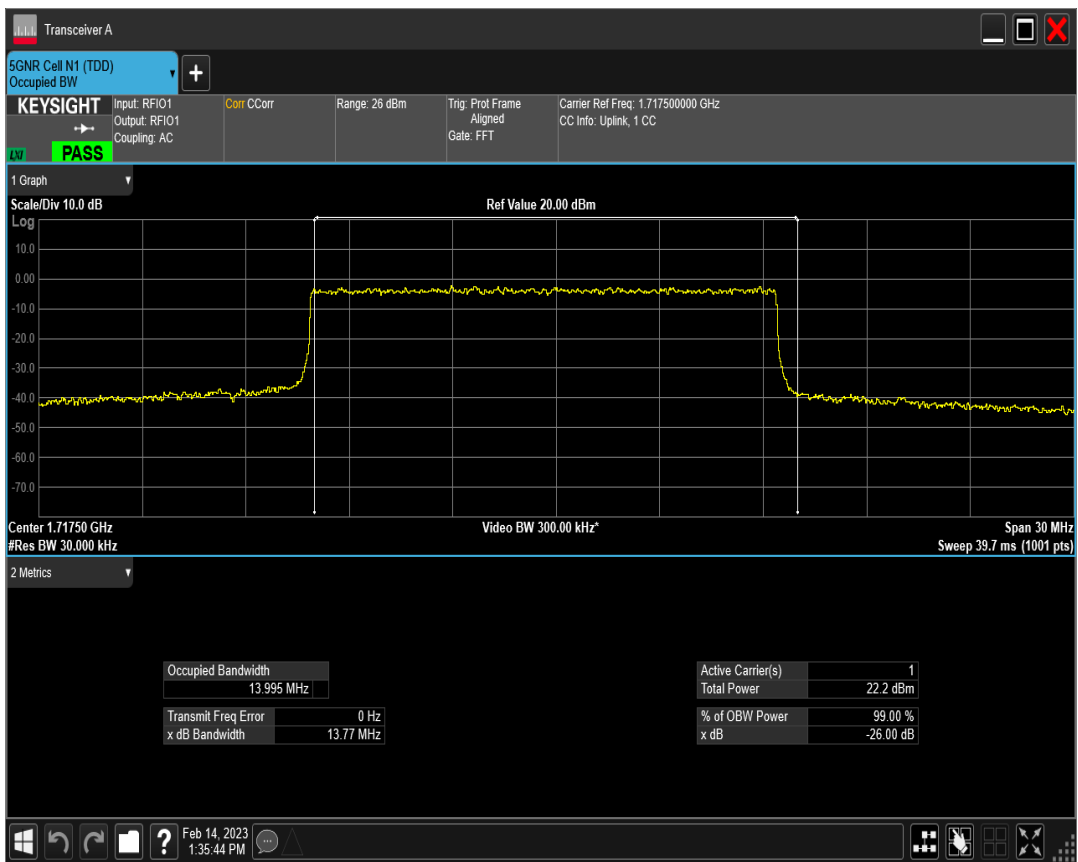 Transceiver A
5GNR Cell N1 (TDD)
Occupied BW
+
KEYSIGHT
LXI
PASS
Input: RFIO1
Output: RFIO1
Coupling: AC
Corr CCorr
Range: 26 dBm
Trig: Prot Frame
Aligned
Gate: FFT
Carrier Ref Freq: 1.717500000 GHz
CC Info: Uplink, 1 CC
1 Graph
Scale/Div 10.0 dB
Ref Value 20.00 dBm
Log
10.0
0.00
-10.0
-20.0
-30.0
-40.0
-50.0
-60.0
-70.0
Center 1.71750 GHz
Video BW 300.00 kHz*
Span 30 MHz
#Res BW 30.000 kHz
Sweep 39.7 ms (1001 pts)
2 Metrics
Occupied Bandwidth
13.995 MHz
Transmit Freq Error 0 Hz
x dB Bandwidth 13.77 MHz
Active Carrier(s) 1
Total Power 22.2 dBm
% of OBW Power 99.00 %
x dB -26.00 dB
?
Feb 14, 2023
1:35:44 PM